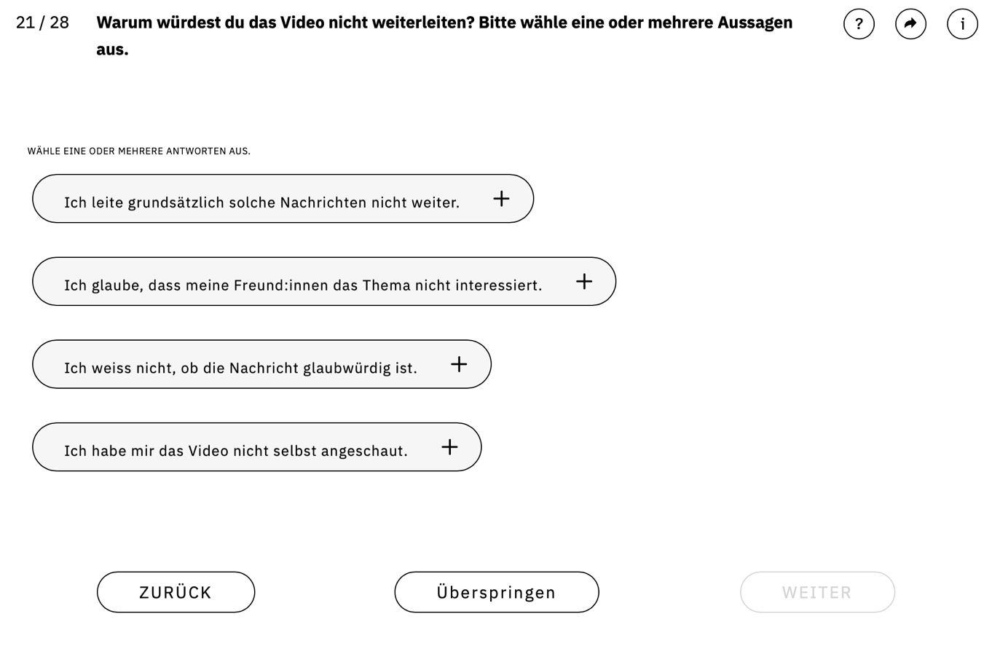 21 / 28
Warum würdest du das Video nicht weiterleiten? Bitte wähle eine oder mehrere Aussagen
aus.
?
i
WÄHLE EINE ODER MEHRERE ANTWORTEN AUS.
Ich leite grundsätzlich solche Nachrichten nicht weiter.
Ich glaube, dass meine Freund:innen das Thema nicht interessiert.
Ich weiss nicht, ob die Nachricht glaubwürdig ist.
Ich habe mir das Video nicht selbst angeschaut.
ZURÜCK
Überspringen
WEITER